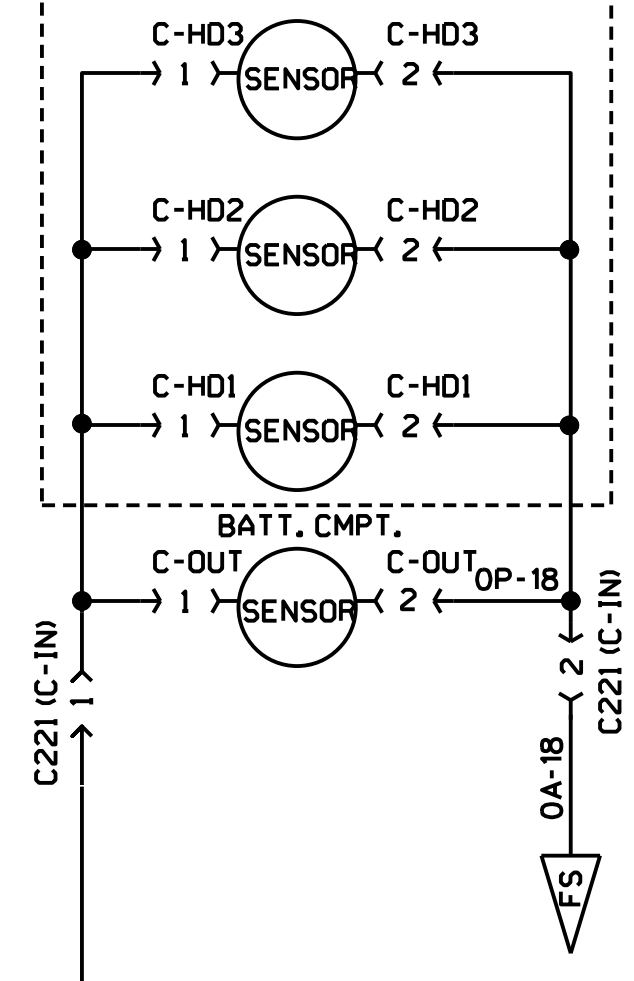 C-HD3 C-HD3
1 SENSOR 2
C-HD2 C-HD2
1 SENSOR 2
C-HD1 C-HD1
1 SENSOR 2
BATT. CMPT.
C-OUT C-OUT
1 SENSOR 2 OP-18
C221 (C-IN) 1
2 C221 (C-IN)
OA-18
FS